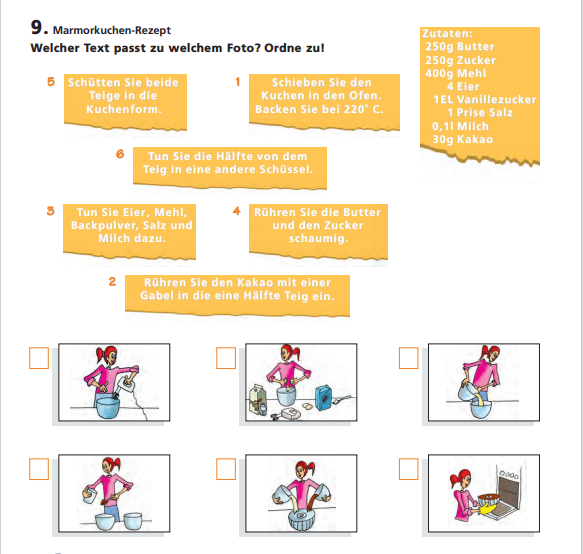 9. Marmorkuchen-Rezept
Welcher Text passt zu welchem Foto? Ordne zu!
Zutaten:
250g Butter
250g Zucker
400g Mehl
4 Eier
1EL Vanillezucker
1 Prise Salz
0,1l Milch
30g Kakao
5 Schütten Sie beide
Teige in die
Kuchenform.
1 Schieben Sie den
Kuchen in den Ofen.
Backen Sie bei 220° C.
6 Tun Sie die Hälfte von dem
Teig in eine andere Schüssel.
3 Tun Sie Eier, Mehl,
Backpulver, Salz und
Milch dazu.
4 Rühren Sie die Butter
und den Zucker
schaumig.
2 Rühren Sie den Kakao mit einer
Gabel in die eine Hälfte Teig ein.